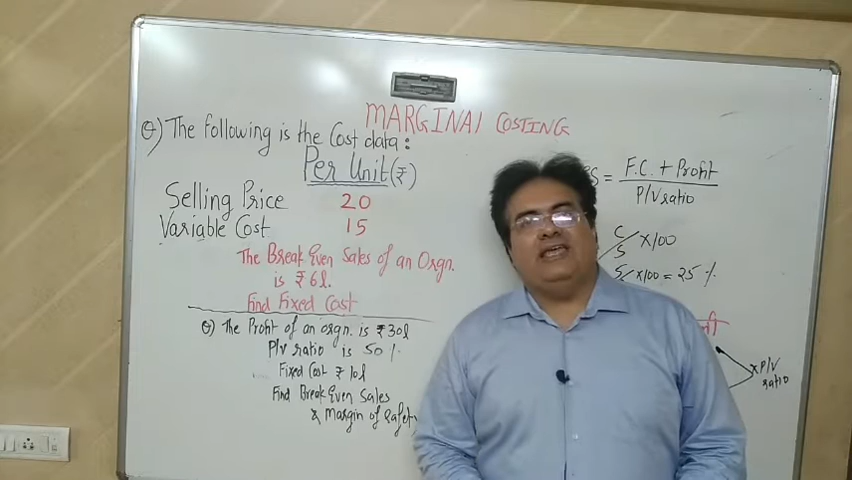 MARGINAL COSTING
Q) The following is the Cost data:
Per Unit (₹)
Selling Price 20
Variable Cost 15
The Break Even Sales of an Orgn.
is ₹6l.
Find Fixed Cost
Q) The Profit of an orgn. is ₹30l
P/v ratio is 50%
Fixed Cost ₹10l
Find Break Even Sales
& Margin of Safety
S = F.C. + Profit
P/V ratio
C/S x100
5/ x100 = 25%
P/V
ratio